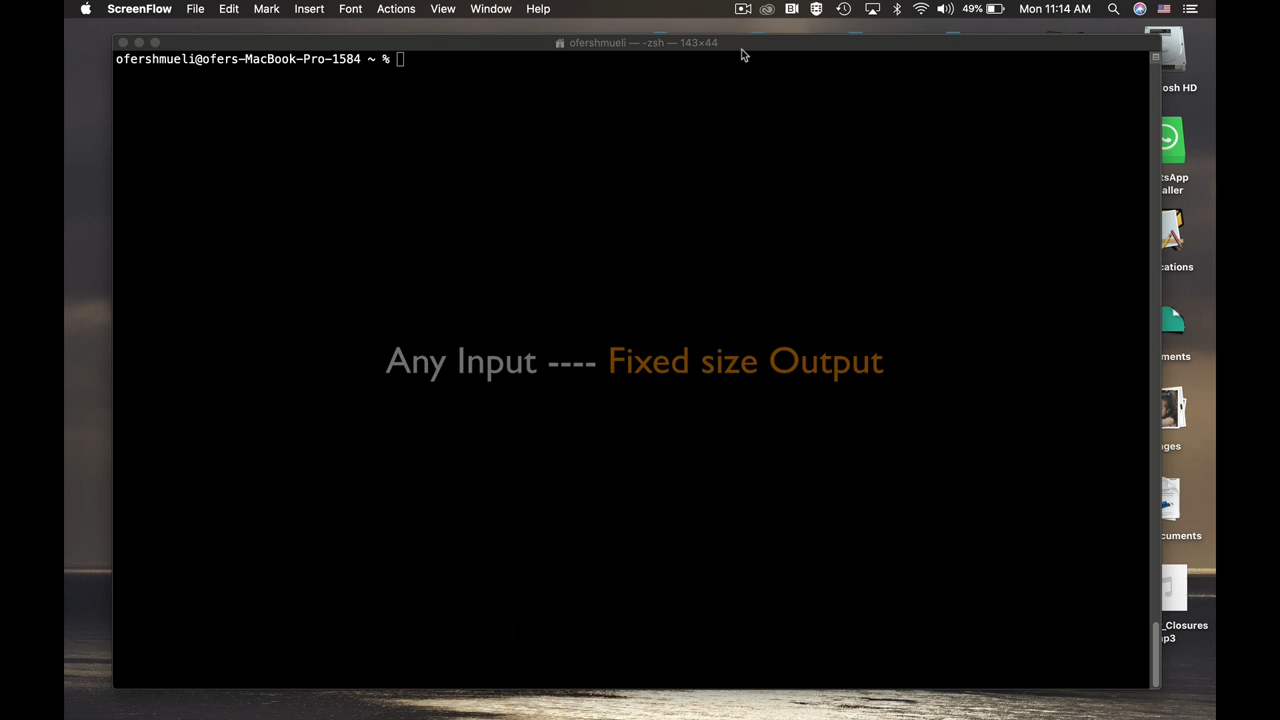 ScreenFlow File Edit Mark Insert Font Actions View Window Help 49% Mon 11:14 AM
ofershmueli — -zsh — 143×44
ofershmueli@ofers-MacBook-Pro-1584 ~ %
osh HD
tsApp
aller
cations
Any Input ---- Fixed size Output
ments
ges
cuments
_Closures
mp3